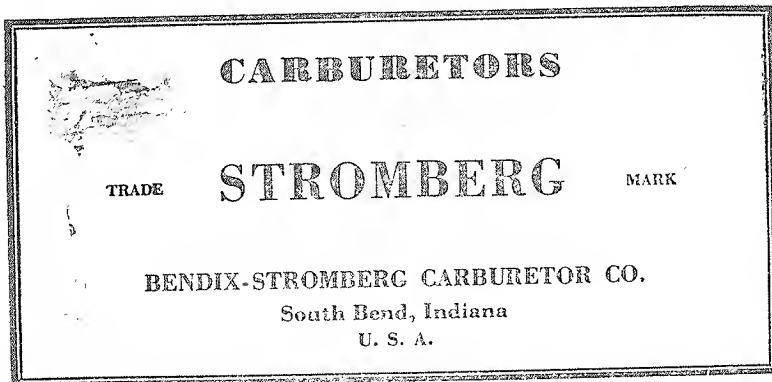 CARBURETORS
TRADE STROMBERG MARK
BENDIX-STROMBERG CARBURETOR CO.
South Bend, Indiana
U. S. A.